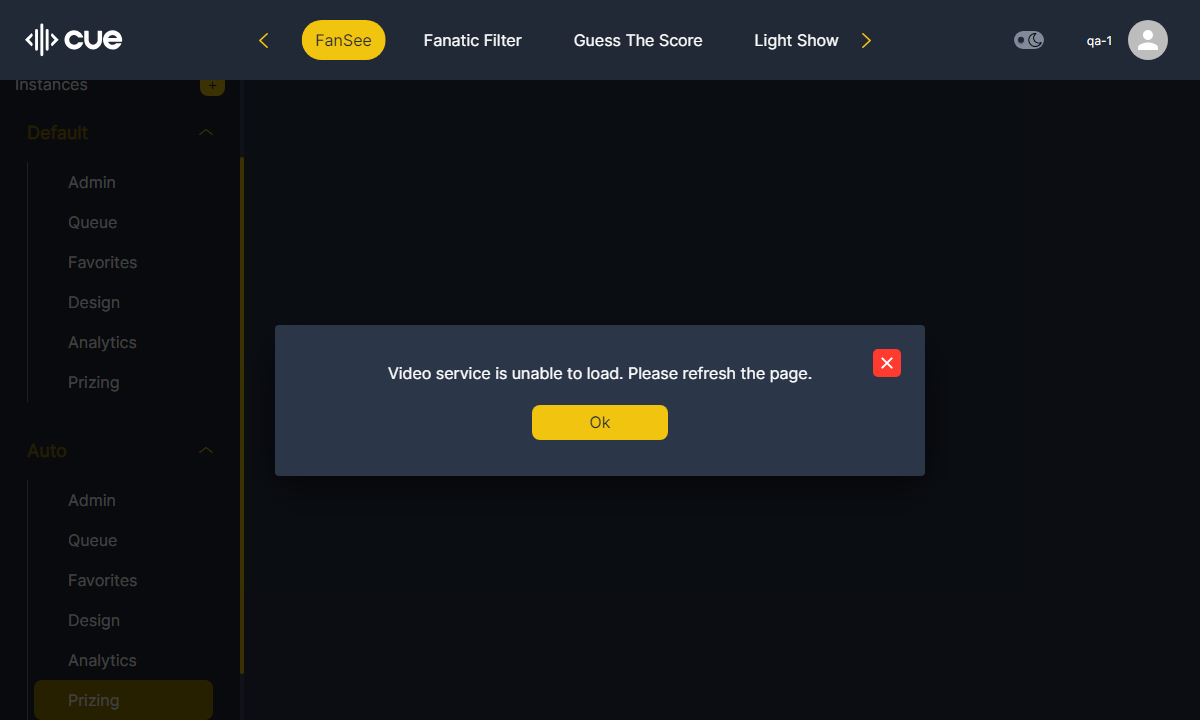 cue
FanSee
Fanatic Filter
Guess The Score
Light Show
qa-1
Instances
+
Default
Admin
Queue
Favorites
Design
Analytics
Prizing
Auto
Admin
Queue
Favorites
Design
Analytics
Prizing
Video service is unable to load. Please refresh the page.
Ok